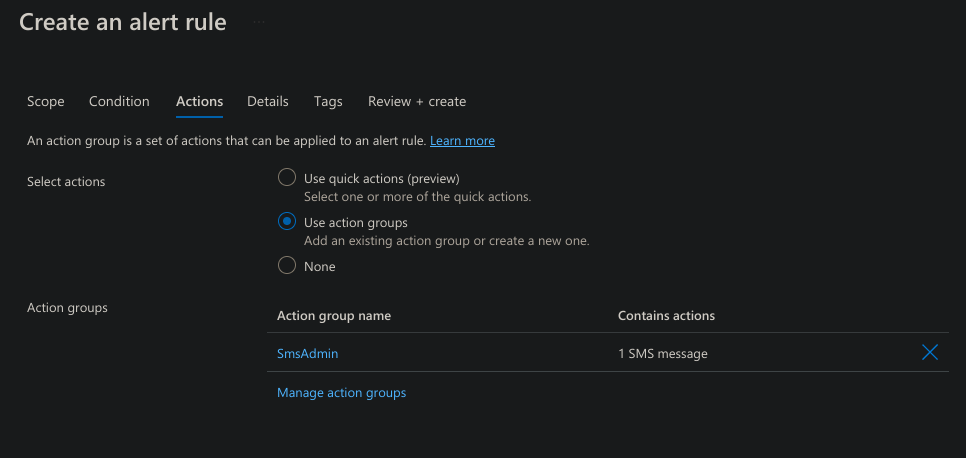 Create an alert rule ...
Scope Condition Actions Details Tags Review + create
An action group is a set of actions that can be applied to an alert rule. Learn more
Select actions
Use quick actions (preview)
Select one or more of the quick actions.
Use action groups
Add an existing action group or create a new one.
None
Action groups
Action group name Contains actions
SmsAdmin 1 SMS message
Manage action groups